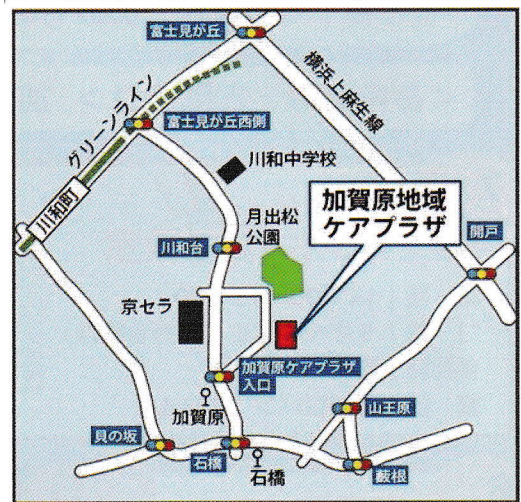 富士見が丘
横浜上麻生線
グリーンライン
富士見が丘西側
川和中学校
川和町
加賀原地域
ケアプラザ
月出松
公園
川和台
開戸
京セラ
加賀原ケアプラザ
入口
加賀原
山王原
貝の坂
石橋
石橋
藪根